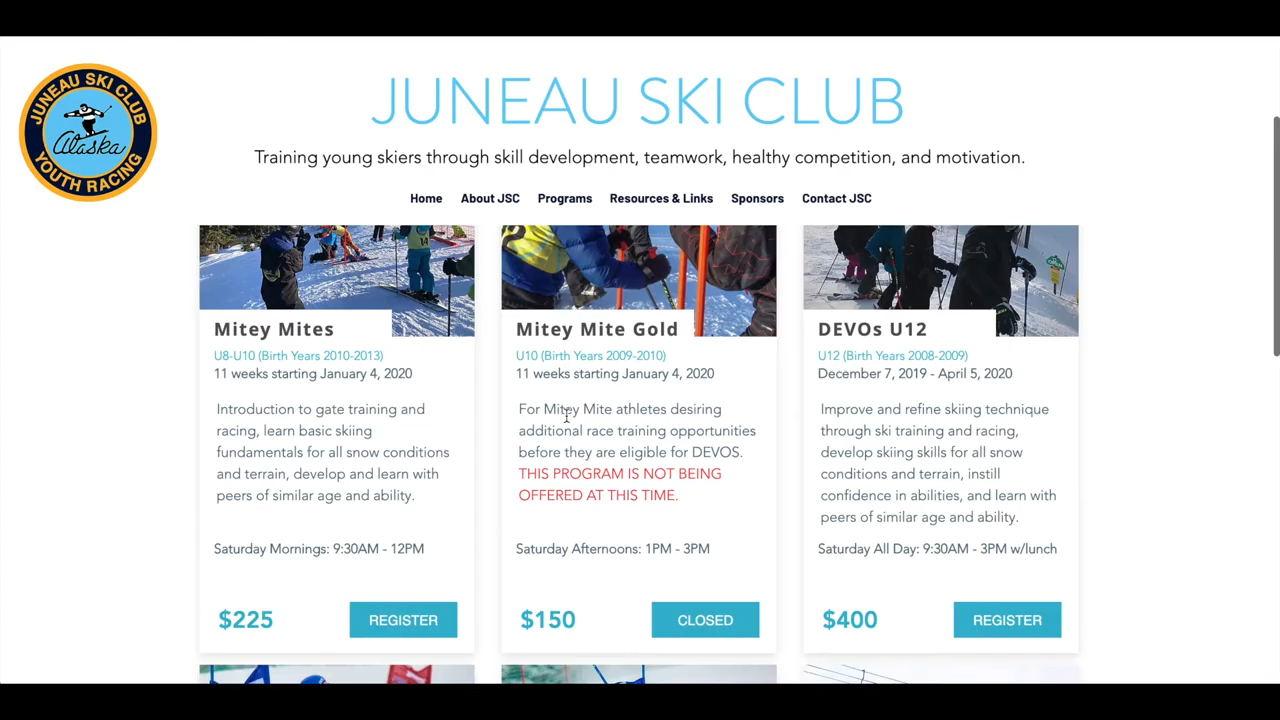 JUNEAU SKI CLUB
Alaska
YOUTH RACING
JUNEAU SKI CLUB
Training young skiers through skill development, teamwork, healthy competition, and motivation.
Home About JSC Programs Resources & Links Sponsors Contact JSC
14
Mitey Mites
U8-U10 (Birth Years 2010-2013)
11 weeks starting January 4, 2020
Introduction to gate training and
racing, learn basic skiing
fundamentals for all snow conditions
and terrain, develop and learn with
peers of similar age and ability.
Saturday Mornings: 9:30AM - 12PM
$225 REGISTER
Mitey Mite Gold
U10 (Birth Years 2009-2010)
11 weeks starting January 4, 2020
For Mitey Mite athletes desiring
additional race training opportunities
before they are eligible for DEVOS.
THIS PROGRAM IS NOT BEING
OFFERED AT THIS TIME.
Saturday Afternoons: 1PM - 3PM
$150 CLOSED
DEVOs U12
U12 (Birth Years 2008-2009)
December 7, 2019 - April 5, 2020
Improve and refine skiing technique
through ski training and racing,
develop skiing skills for all snow
conditions and terrain, instill
confidence in abilities, and learn with
peers of similar age and ability.
Saturday All Day: 9:30AM - 3PM w/lunch
$400 REGISTER